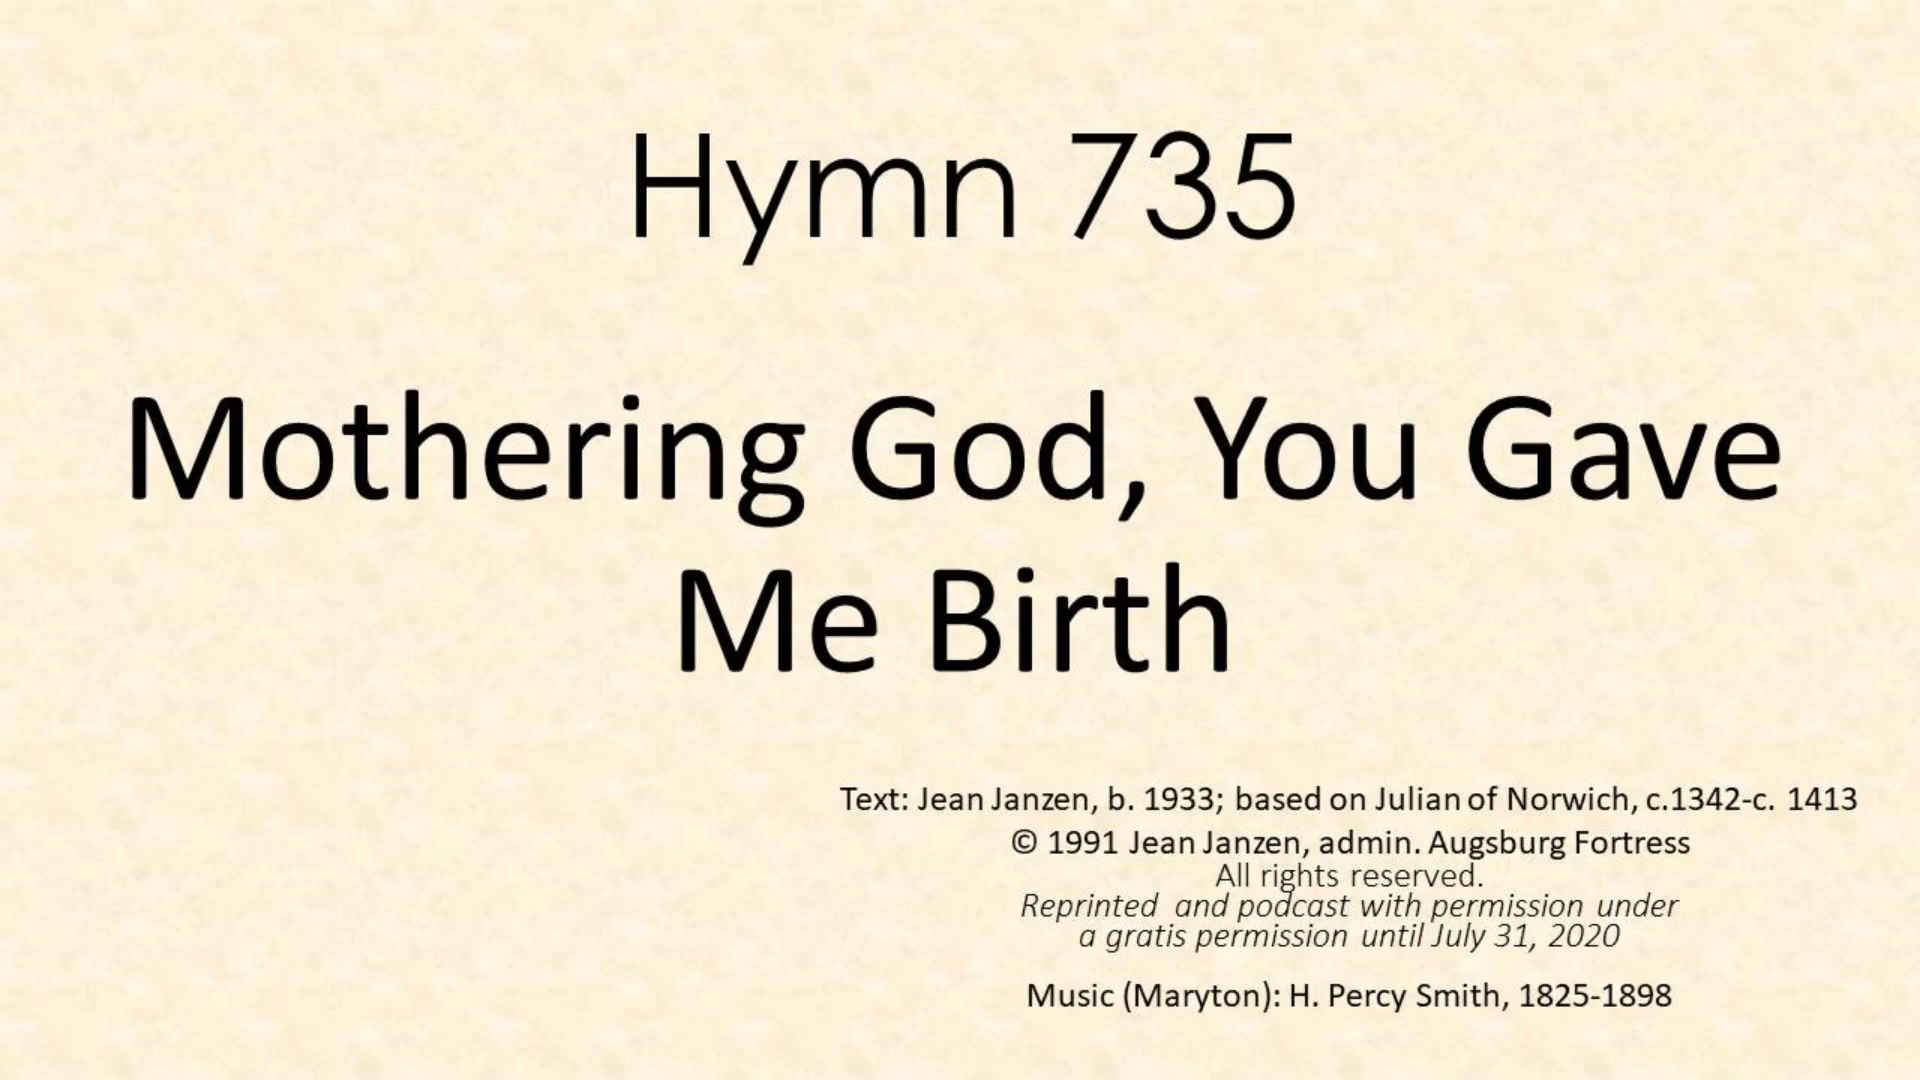 Hymn 735
Mothering God, You Gave
Me Birth
Text: Jean Janzen, b. 1933; based on Julian of Norwich, c.1342-c. 1413
© 1991 Jean Janzen, admin. Augsburg Fortress
All rights reserved.
Reprinted and podcast with permission under
a gratis permission until July 31, 2020
Music (Maryton): H. Percy Smith, 1825-1898